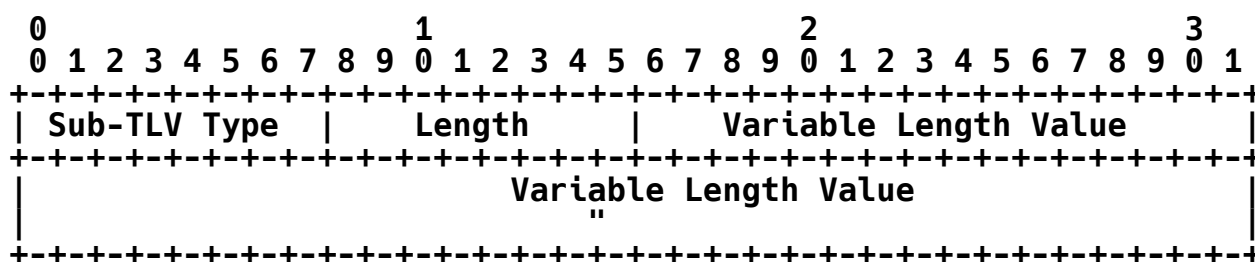 0                   1                   2                   3
 0 1 2 3 4 5 6 7 8 9 0 1 2 3 4 5 6 7 8 9 0 1 2 3 4 5 6 7 8 9 0 1
+-+-+-+-+-+-+-+-+-+-+-+-+-+-+-+-+-+-+-+-+-+-+-+-+-+-+-+-+-+-+-+-+
| Sub-TLV Type  |    Length     |    Variable Length Value      |
+-+-+-+-+-+-+-+-+-+-+-+-+-+-+-+-+-+-+-+-+-+-+-+-+-+-+-+-+-+-+-+-+
|                         Variable Length Value                 |
|                             "                                 |
+-+-+-+-+-+-+-+-+-+-+-+-+-+-+-+-+-+-+-+-+-+-+-+-+-+-+-+-+-+-+-+-+